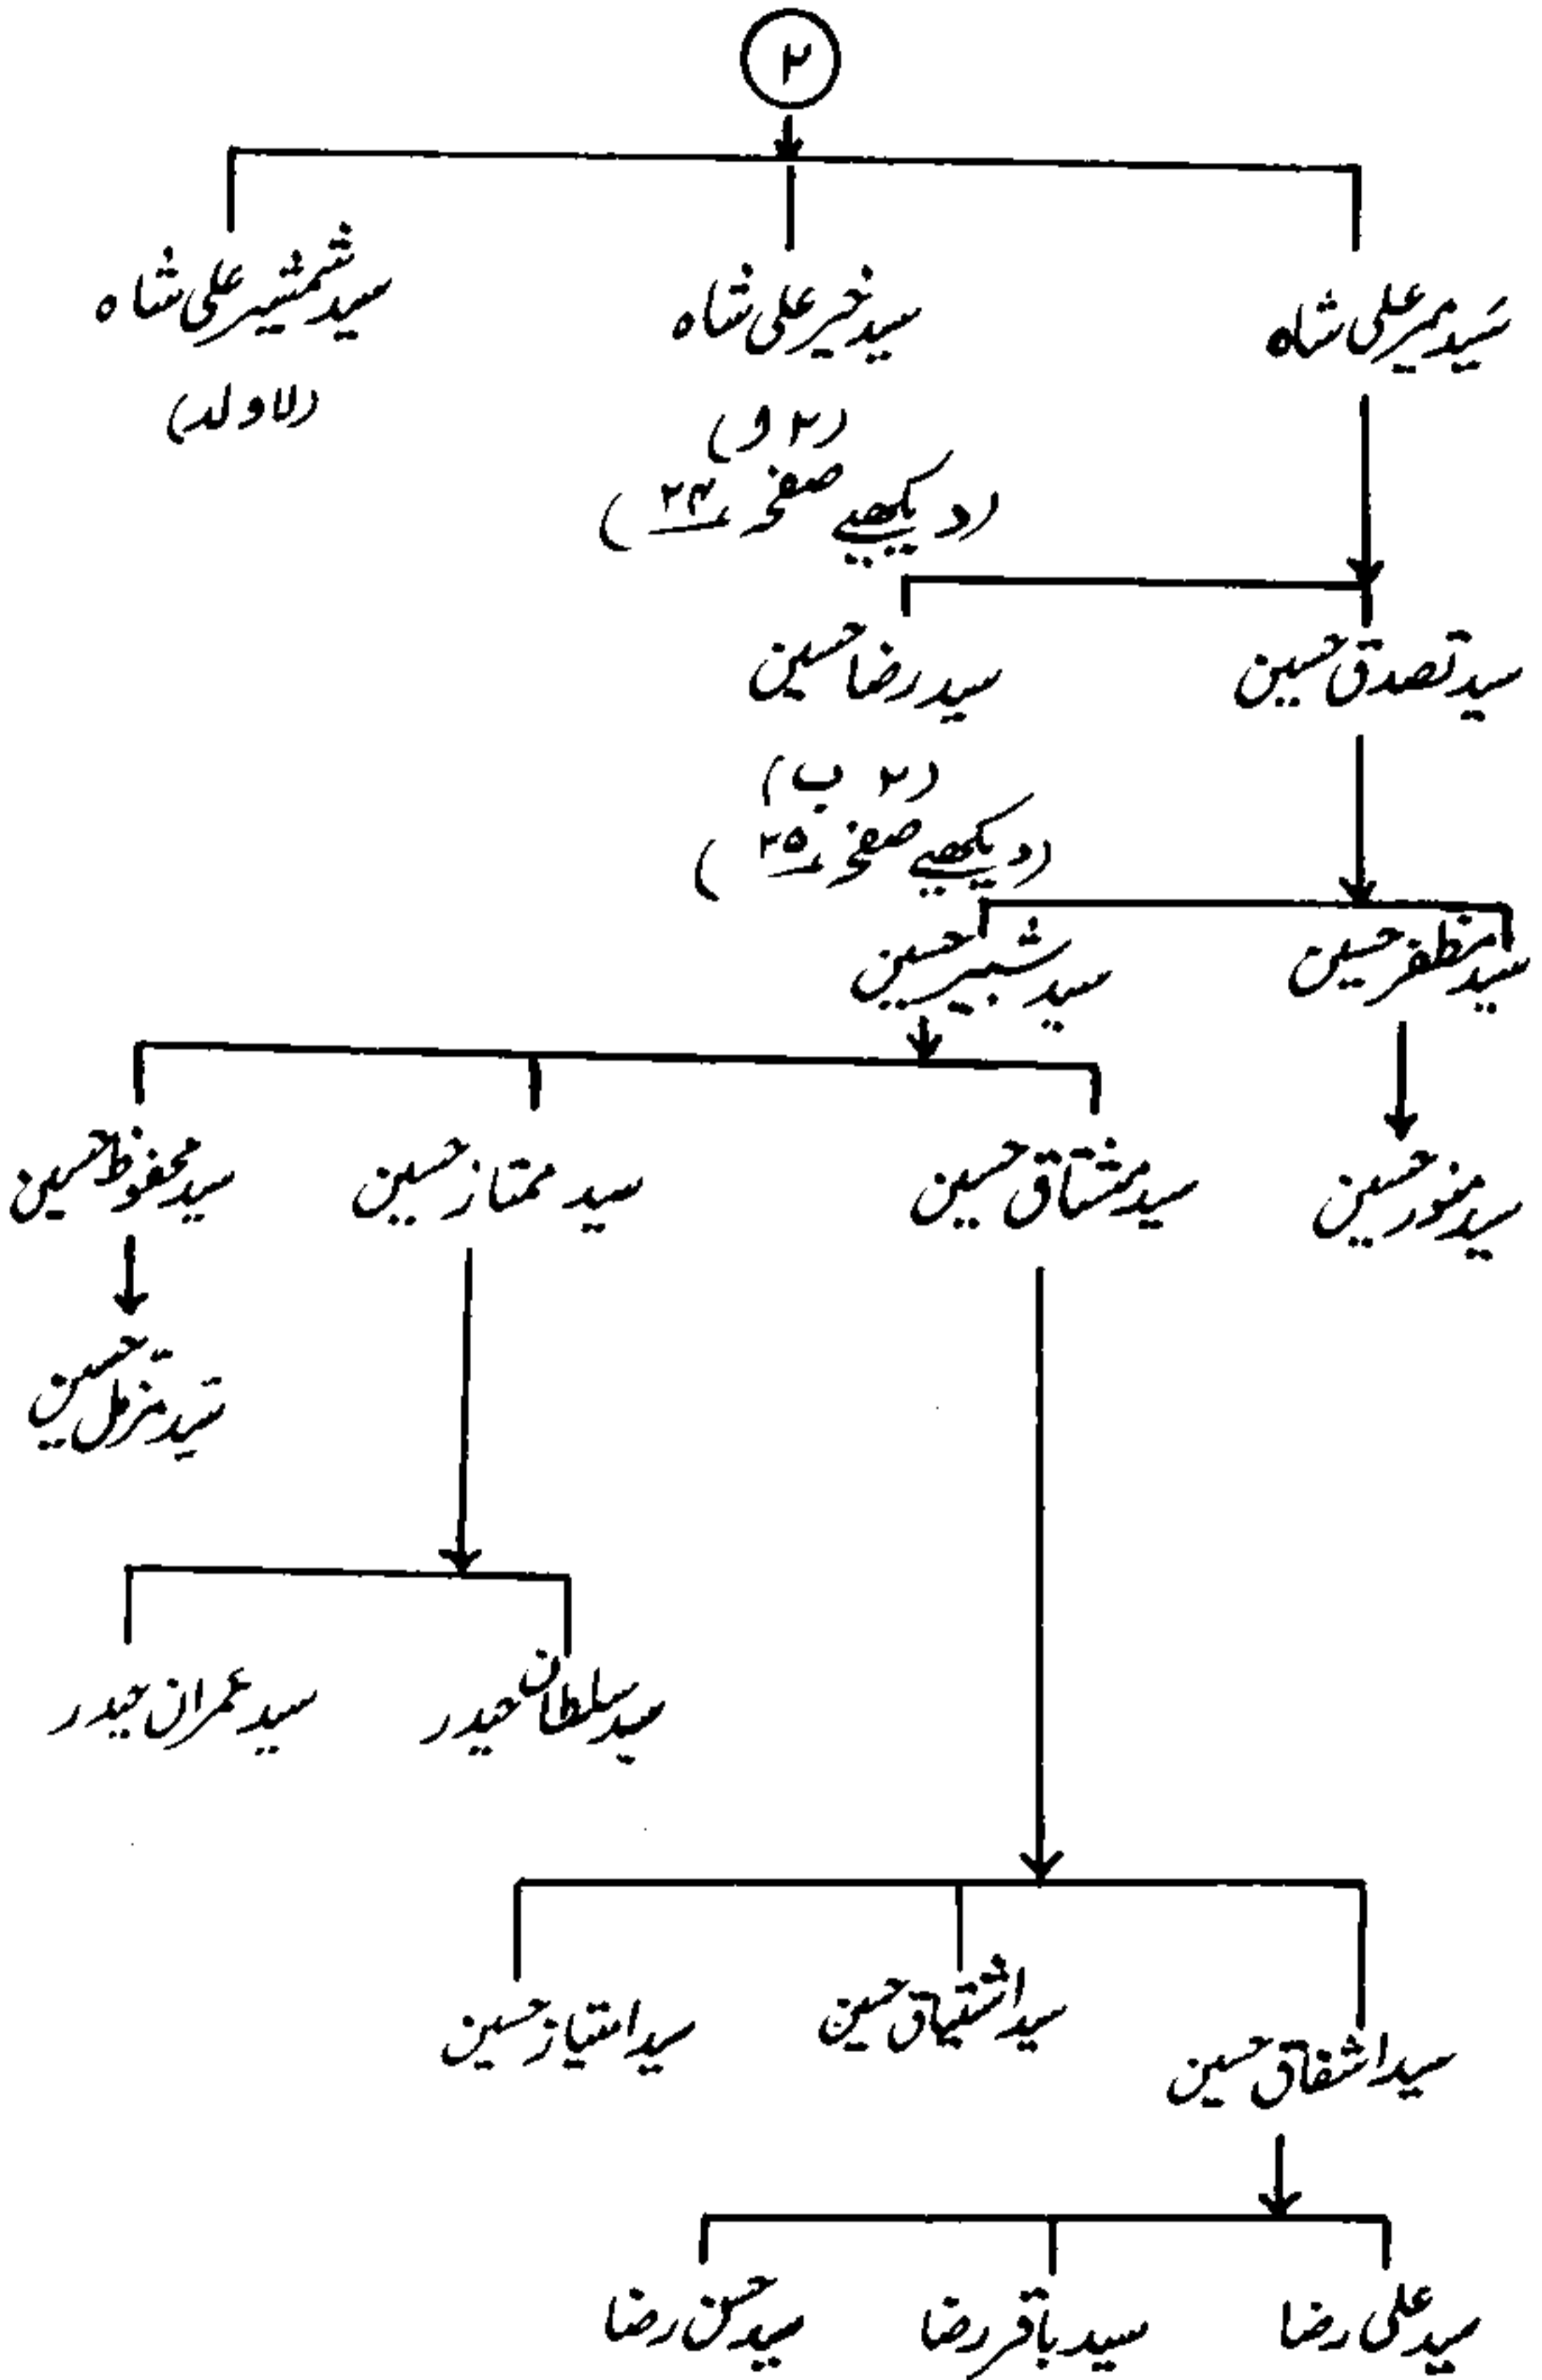 ۲
سید میر علی شاہ
سید خیر علی شاہ
سید شمشیر علی شاہ
(۲ و)
(لاولد)
(دیکھیے صفحہ ۲۴)
سید تصدق حسین
سید رضا حسین
(۲ ب)
(دیکھیے صفحہ ۲۵)
سید مظفر حسین
سید شبیر حسین
سید منور حسین
سید مشتاق حسین
سید ممتاز حسین
سید محفوظ حسین
سیّد مزمّل حسین
سید سلطان حیدر
سید عمران حیدر
سید اشفاق حسین
سید اشتیاق حسین
سید امتیاز حسین
سید علی رضا
سید باقر رضا
سید حسن رضا